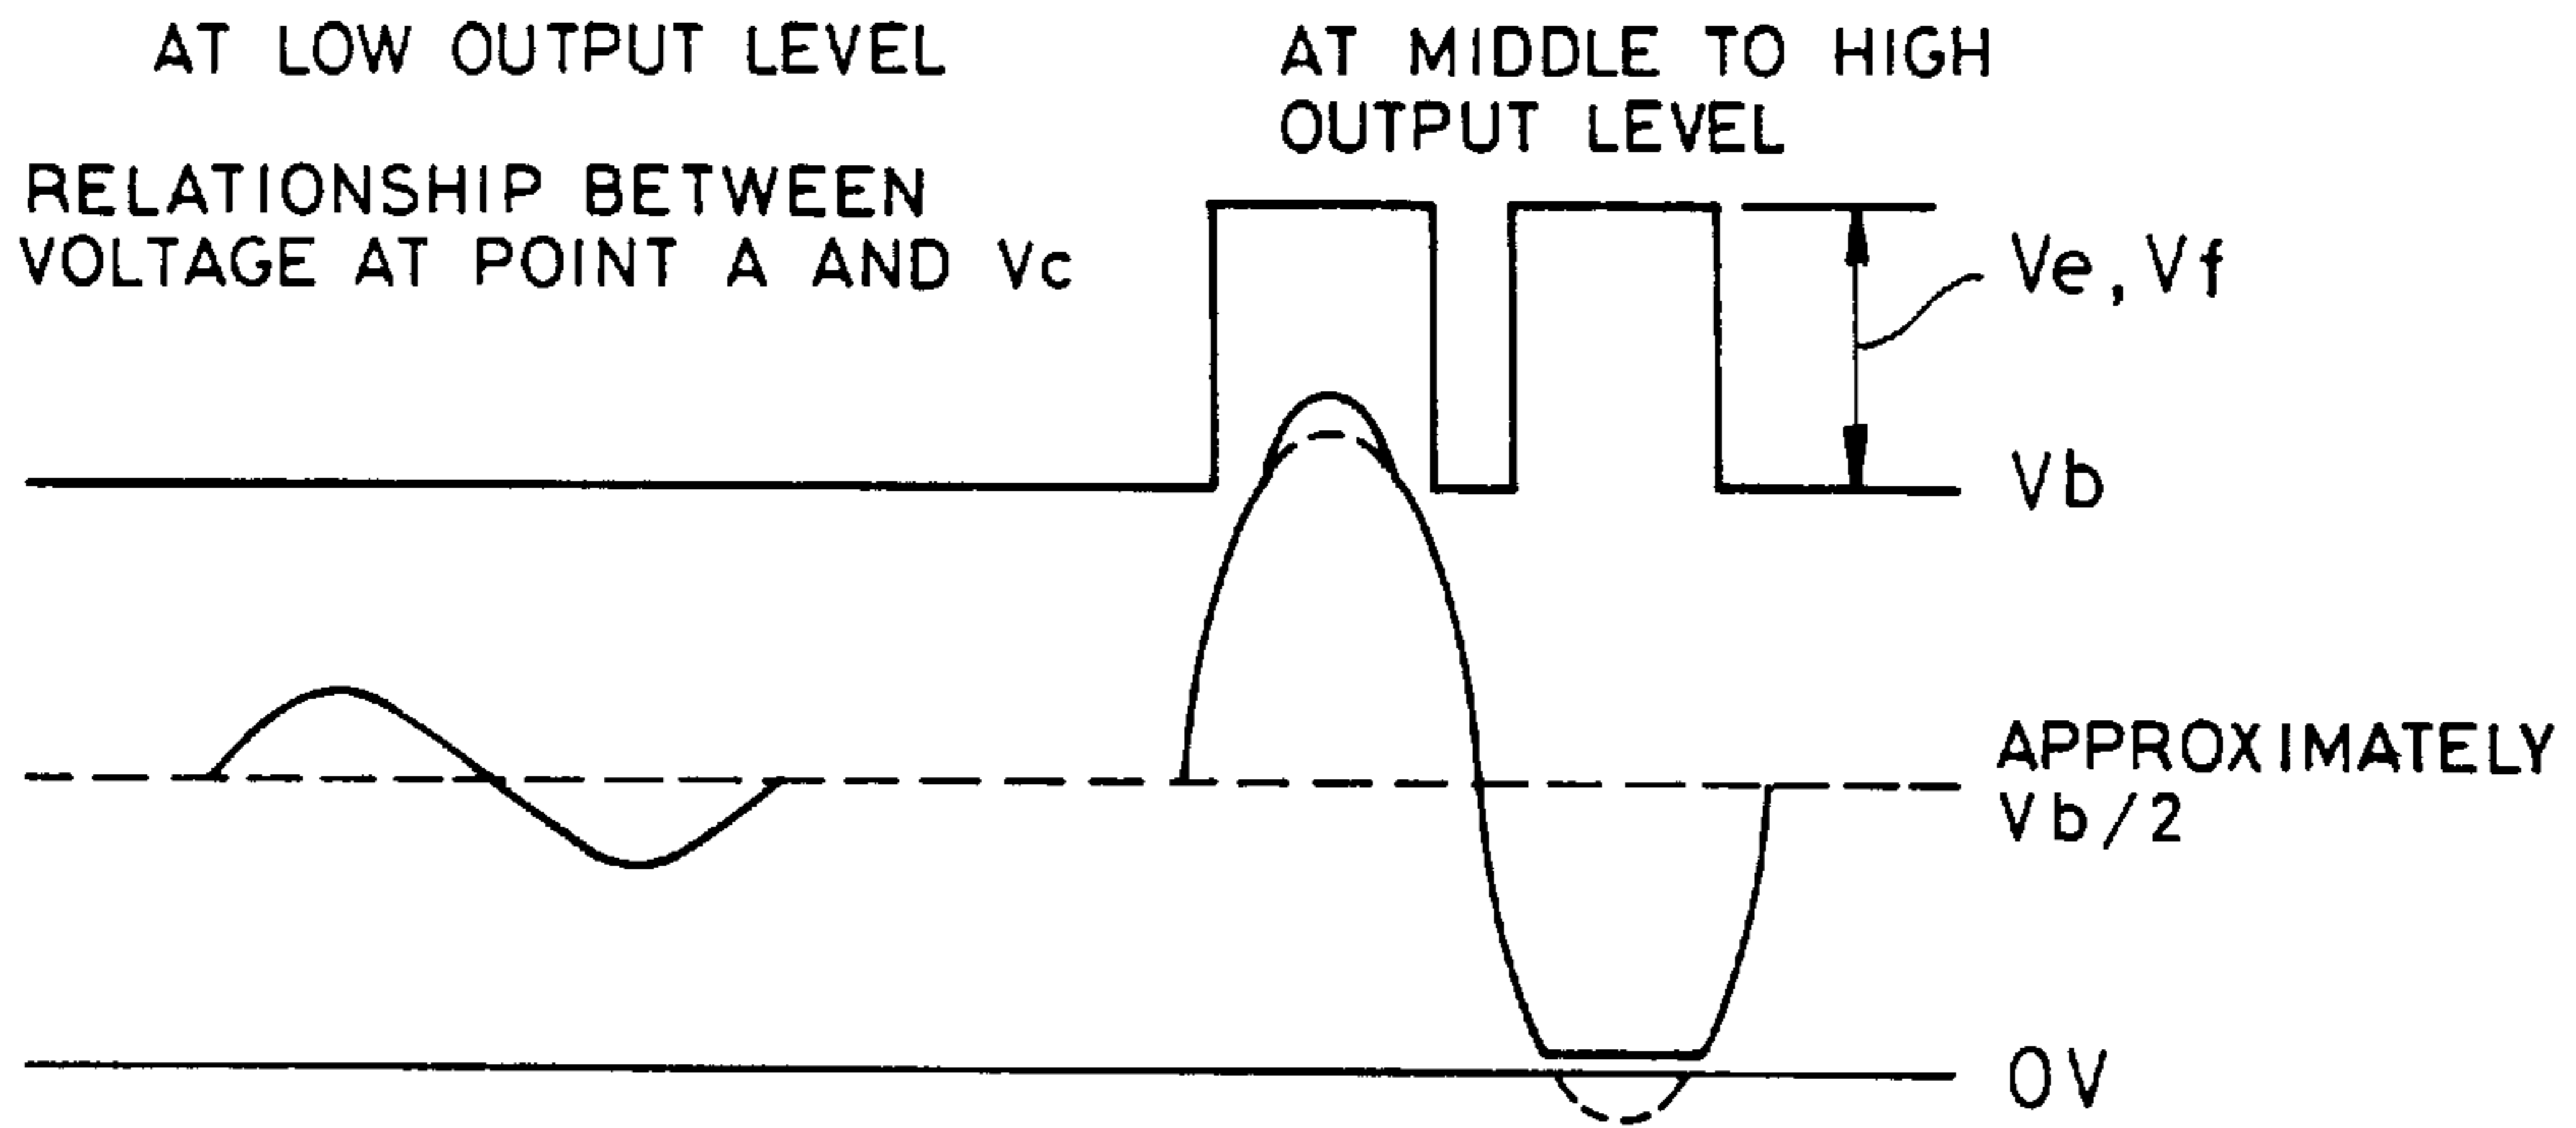 AT LOW OUTPUT LEVEL
AT MIDDLE TO HIGH
OUTPUT LEVEL
RELATIONSHIP BETWEEN
VOLTAGE AT POINT A AND Vc
Ve, Vf
Vb
APPROXIMATELY
Vb/2
0V